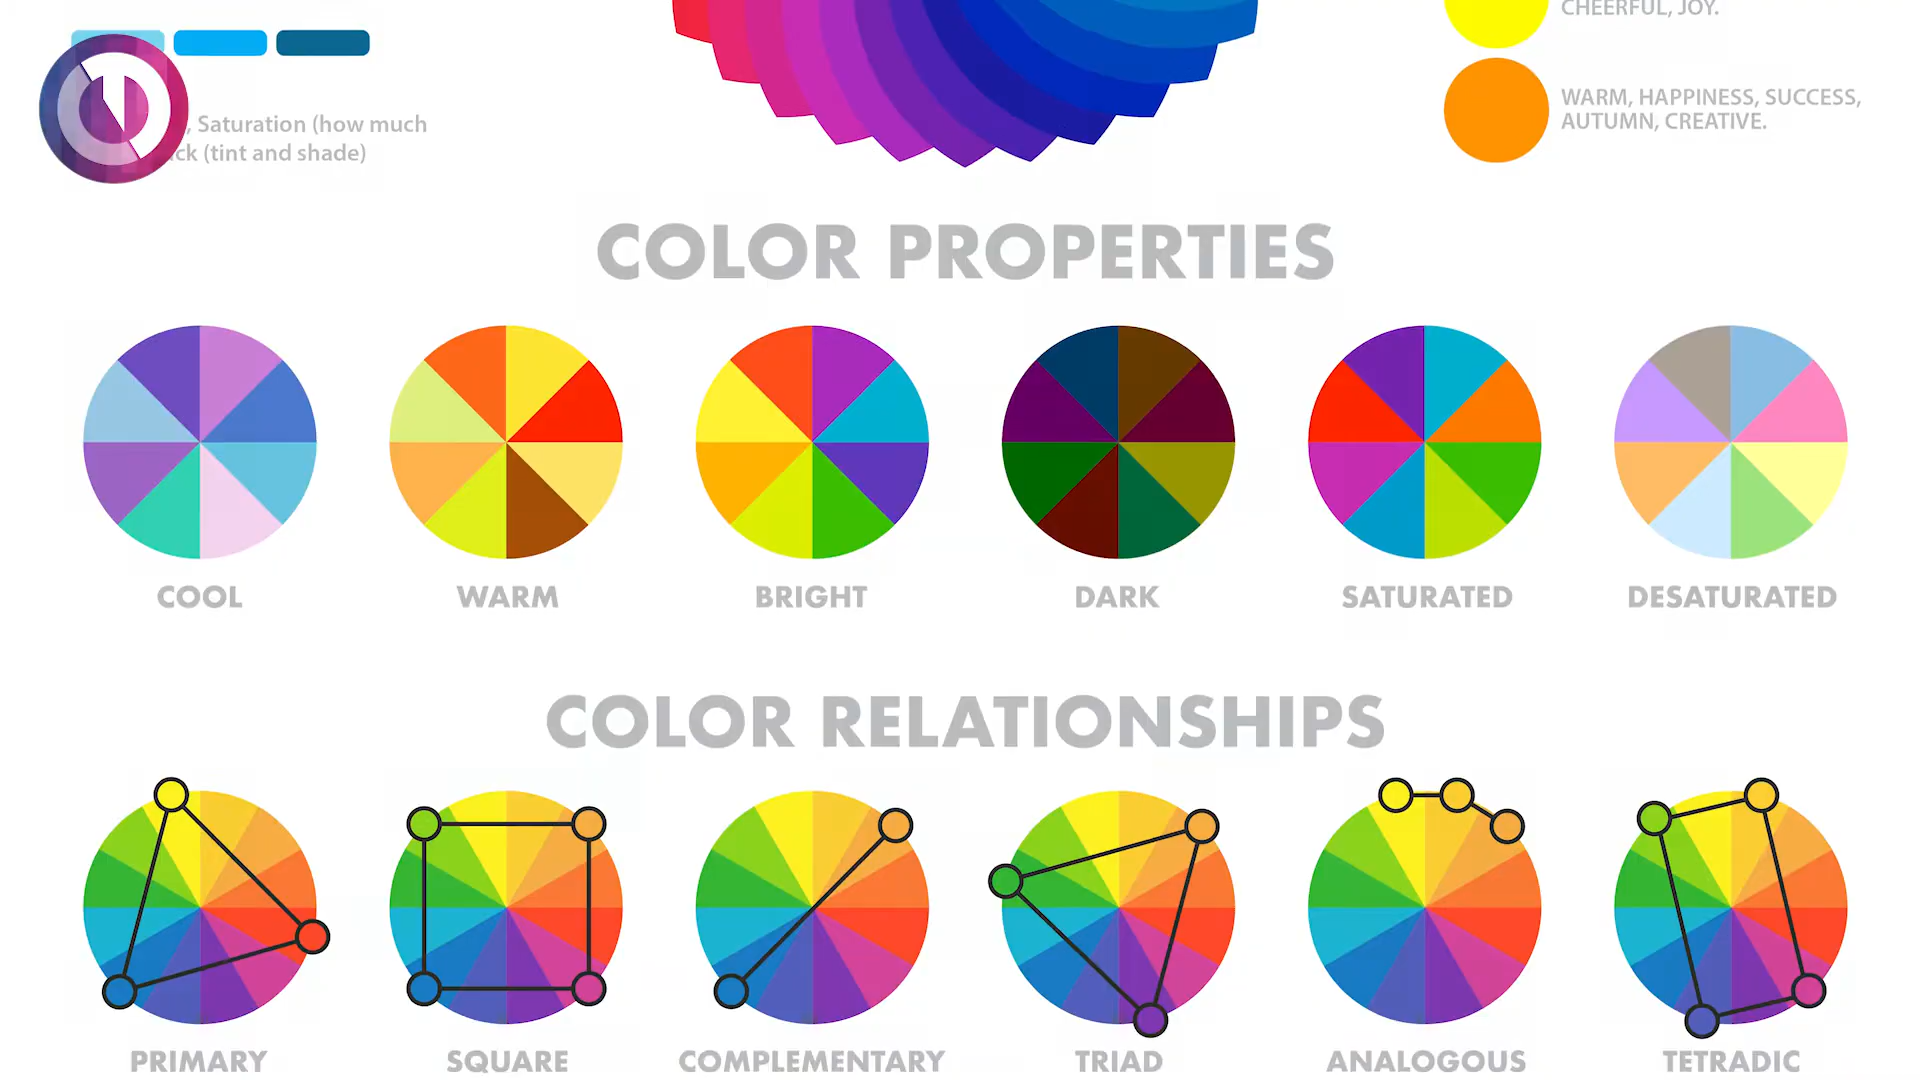 CHEERFUL, JOY.
, Saturation (how much
ck (tint and shade)
WARM, HAPPINESS, SUCCESS,
AUTUMN, CREATIVE.
COLOR PROPERTIES
COOL
WARM
BRIGHT
DARK
SATURATED
DESATURATED
COLOR RELATIONSHIPS
PRIMARY
SQUARE
COMPLEMENTARY
TRIAD
ANALOGOUS
TETRADIC